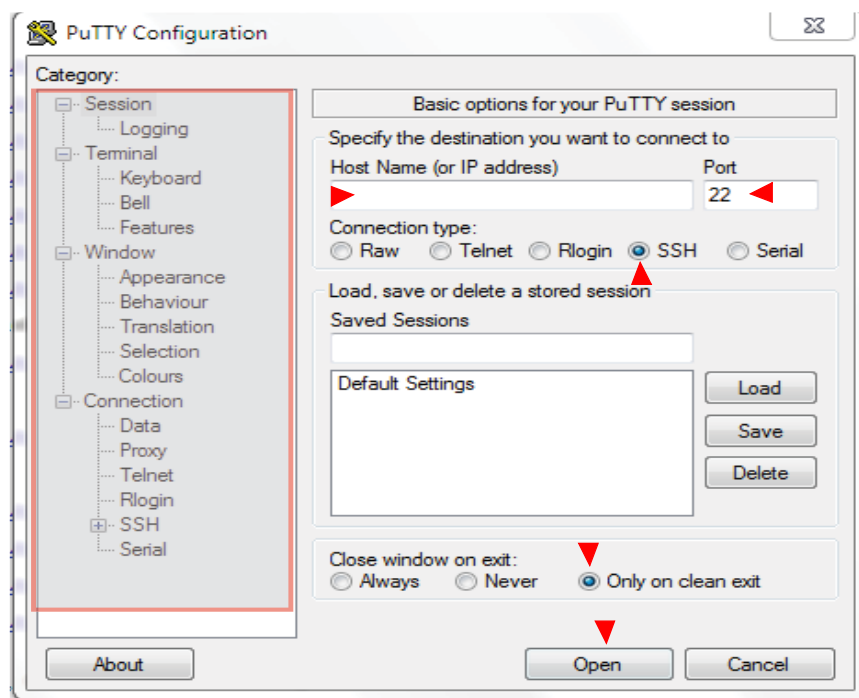 PuTTY Configuration
Category:
Session
Logging
Terminal
Keyboard
Bell
Features
Window
Appearance
Behaviour
Translation
Selection
Colours
Connection
Data
Proxy
Telnet
Rlogin
SSH
Serial
Basic options for your PuTTY session
Specify the destination you want to connect to
Host Name (or IP address) Port
22
Connection type:
Raw Telnet Rlogin SSH Serial
Load, save or delete a stored session
Saved Sessions
Default Settings
Load
Save
Delete
Close window on exit:
Always Never Only on clean exit
About Open Cancel